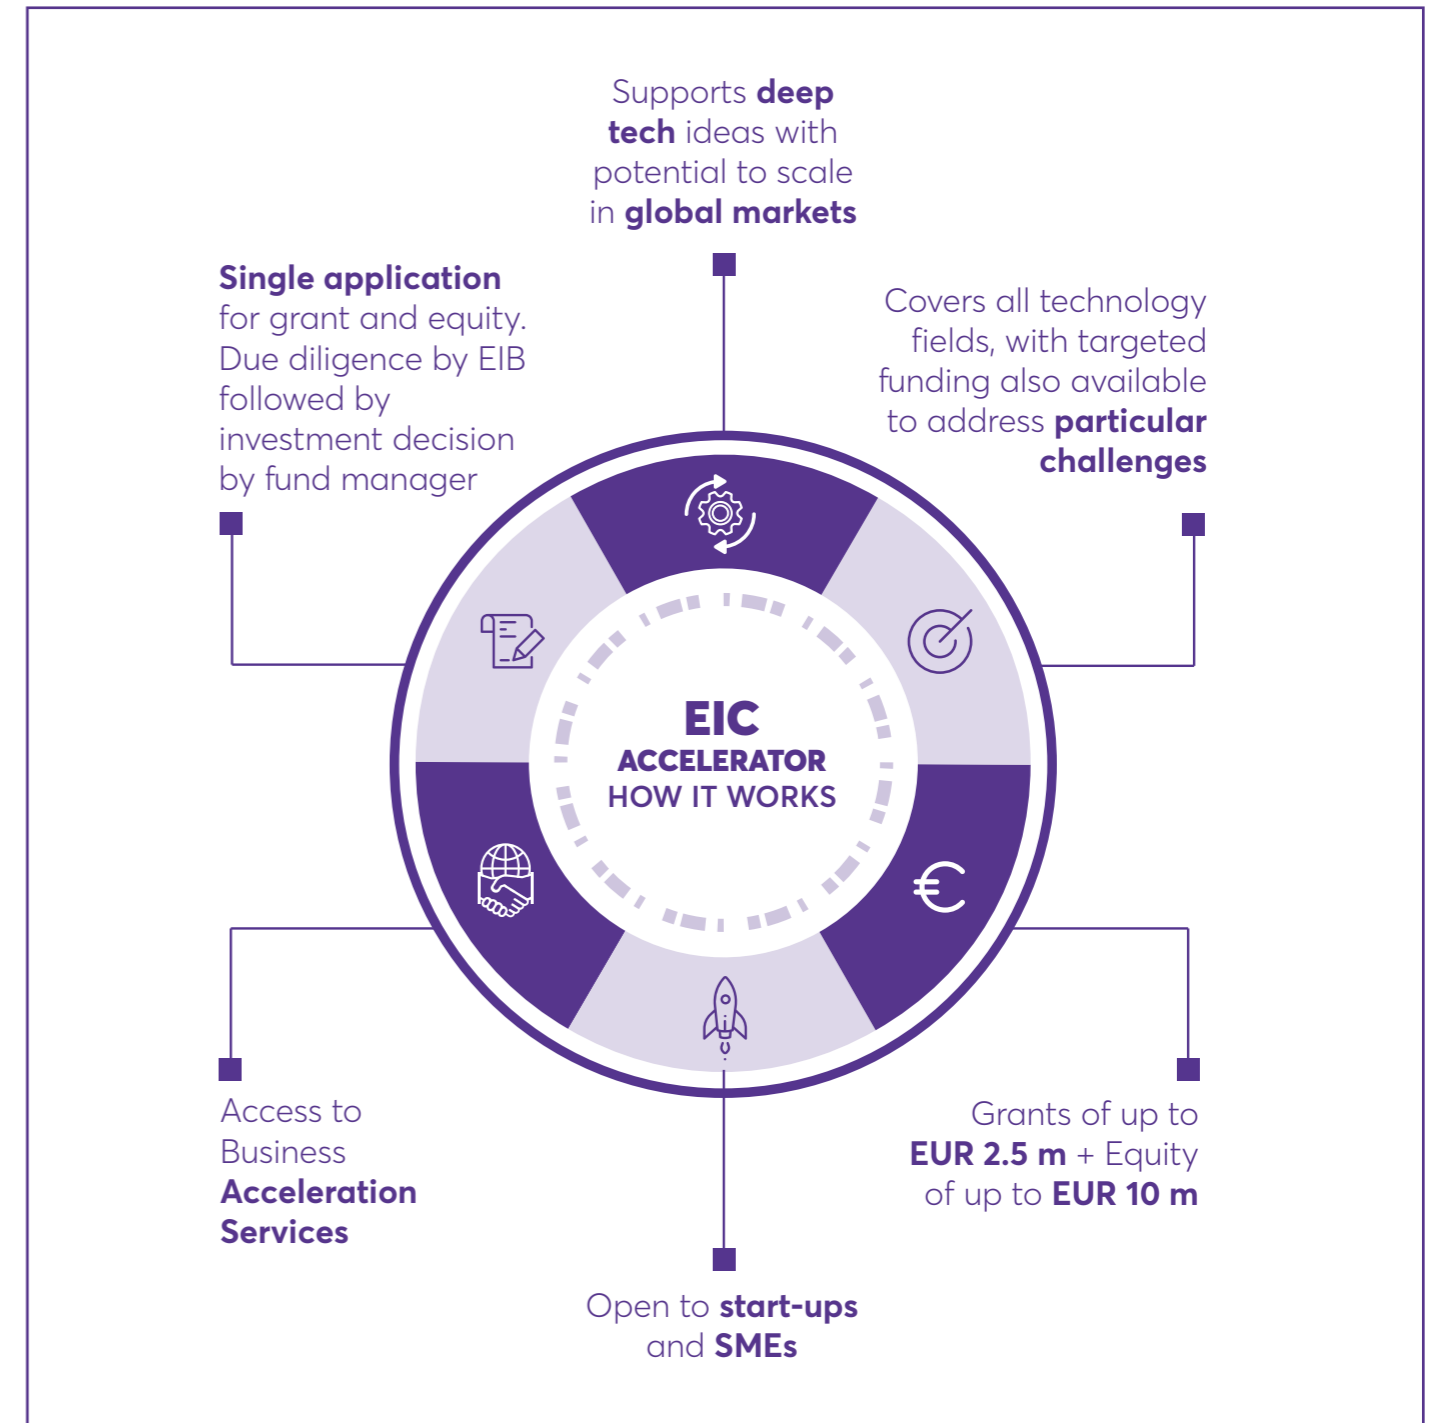 Supports deep
tech ideas with
potential to scale
in global markets
Single application
for grant and equity.
Due diligence by EIB
followed by
investment decision
by fund manager
Covers all technology
fields, with targeted
funding also available
to address particular
challenges
EIC
ACCELERATOR
HOW IT WORKS
€
Access to
Business
Acceleration
Services
Grants of up to
EUR 2.5 m + Equity
of up to EUR 10 m
Open to start-ups
and SMEs